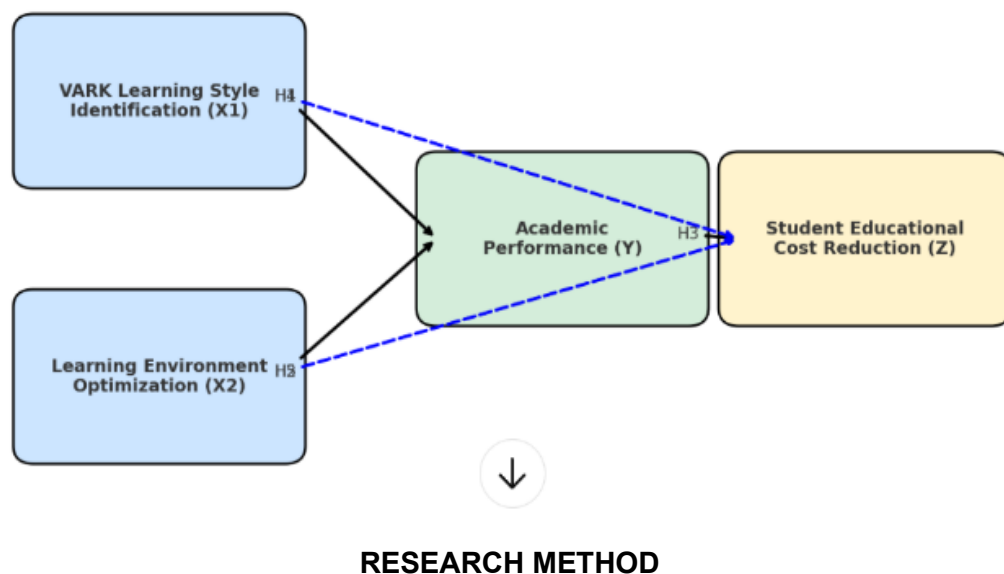 VARK Learning Style
Identification (X1)
Academic
Performance (Y)
H3
Student Educational
Cost Reduction (Z)
Learning Environment
Optimization (X2)
RESEARCH METHOD